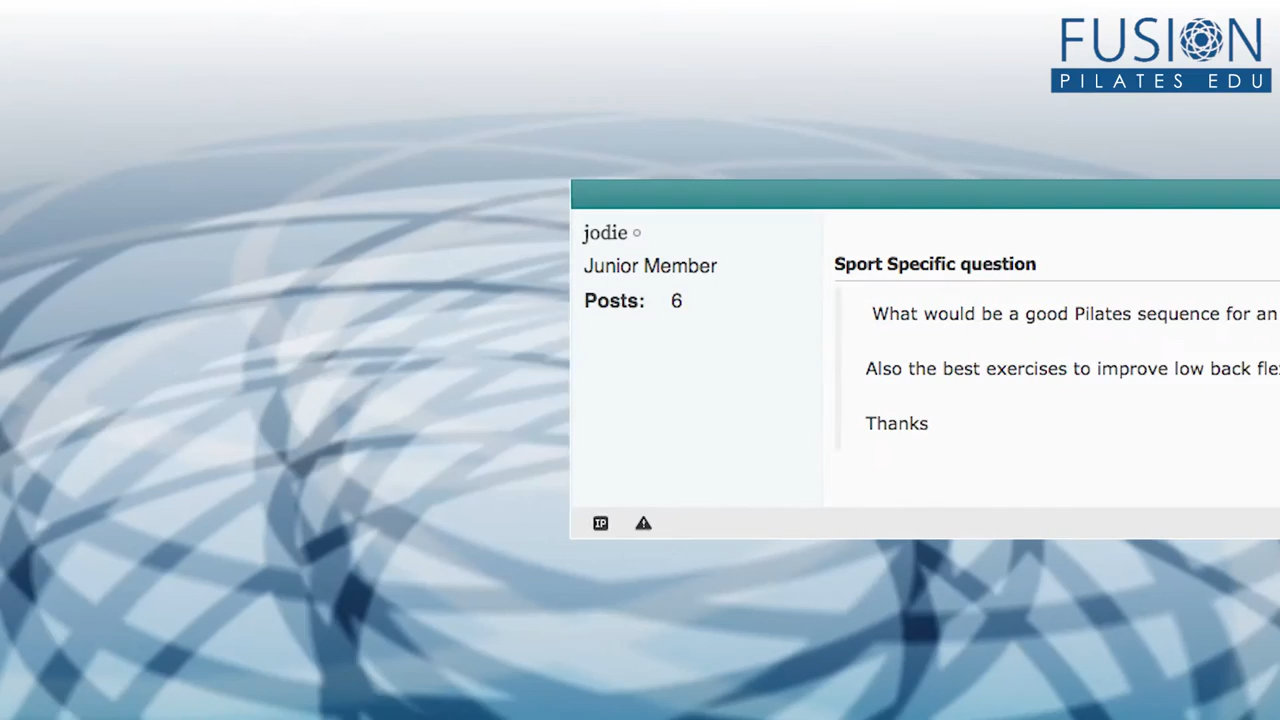 FUSION
PILATES EDU
jodie
Junior Member
Posts: 6
Sport Specific question
What would be a good Pilates sequence for an
Also the best exercises to improve low back
Thanks
IP